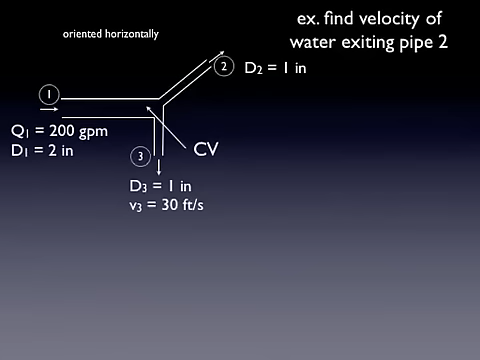 ex. find velocity of
water exiting pipe 2
oriented horizontally
2
D2 = 1 in
1
Q1 = 200 gpm
D1 = 2 in
CV
3
D3 = 1 in
v3 = 30 ft/s